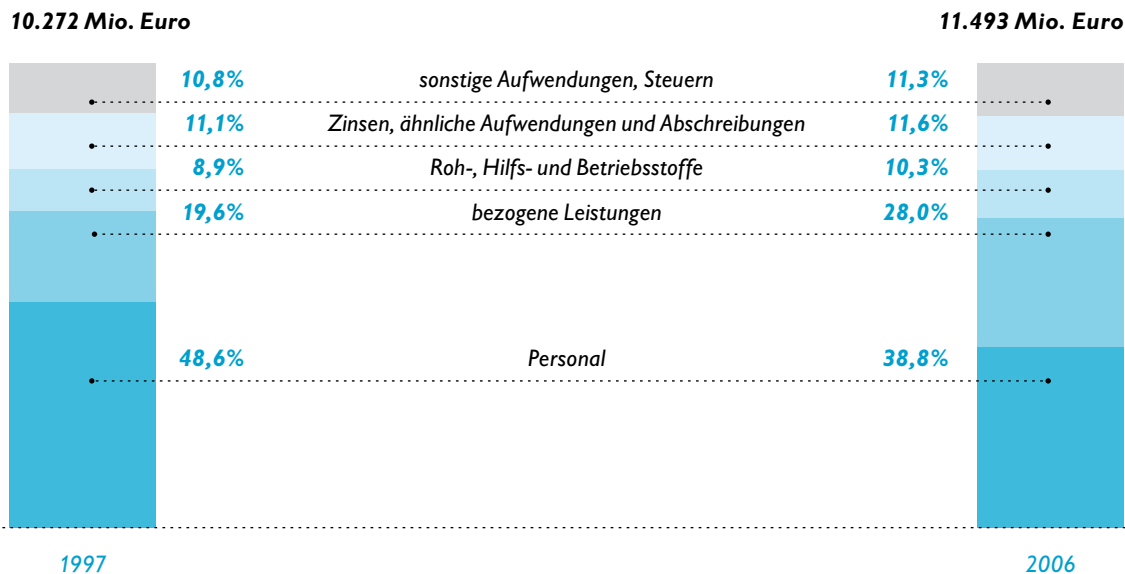 10.272 Mio. Euro 11.493 Mio. Euro
10,8% sonstige Aufwendungen, Steuern 11,3%
11,1% Zinsen, ähnliche Aufwendungen und Abschreibungen 11,6%
8,9% Roh-, Hilfs- und Betriebsstoffe 10,3%
19,6% bezogene Leistungen 28,0%
48,6% Personal 38,8%
1997 2006